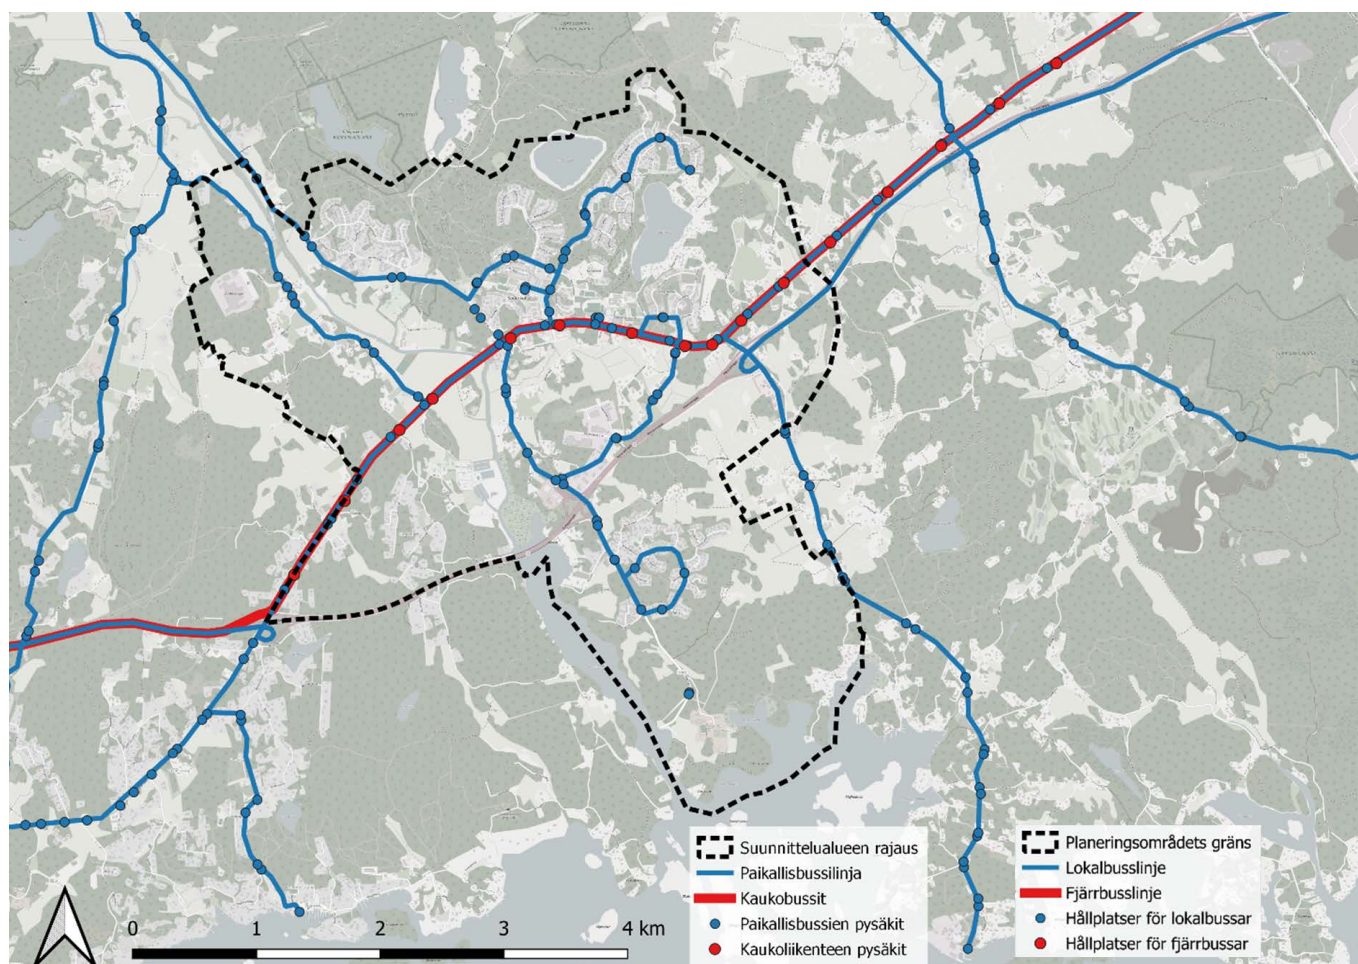 Suunnittelualueen rajaus
Paikallisbussilinja
Kaukobussit
Paikallisbussien pysäkit
Kaukoliikenteen pysäkit
Planeringsområdets gräns
Lokalbusslinje
Fjärrbusslinje
Hållplatser för lokalbussar
Hållplatser för fjärrbussar
0 1 2 3 4 km